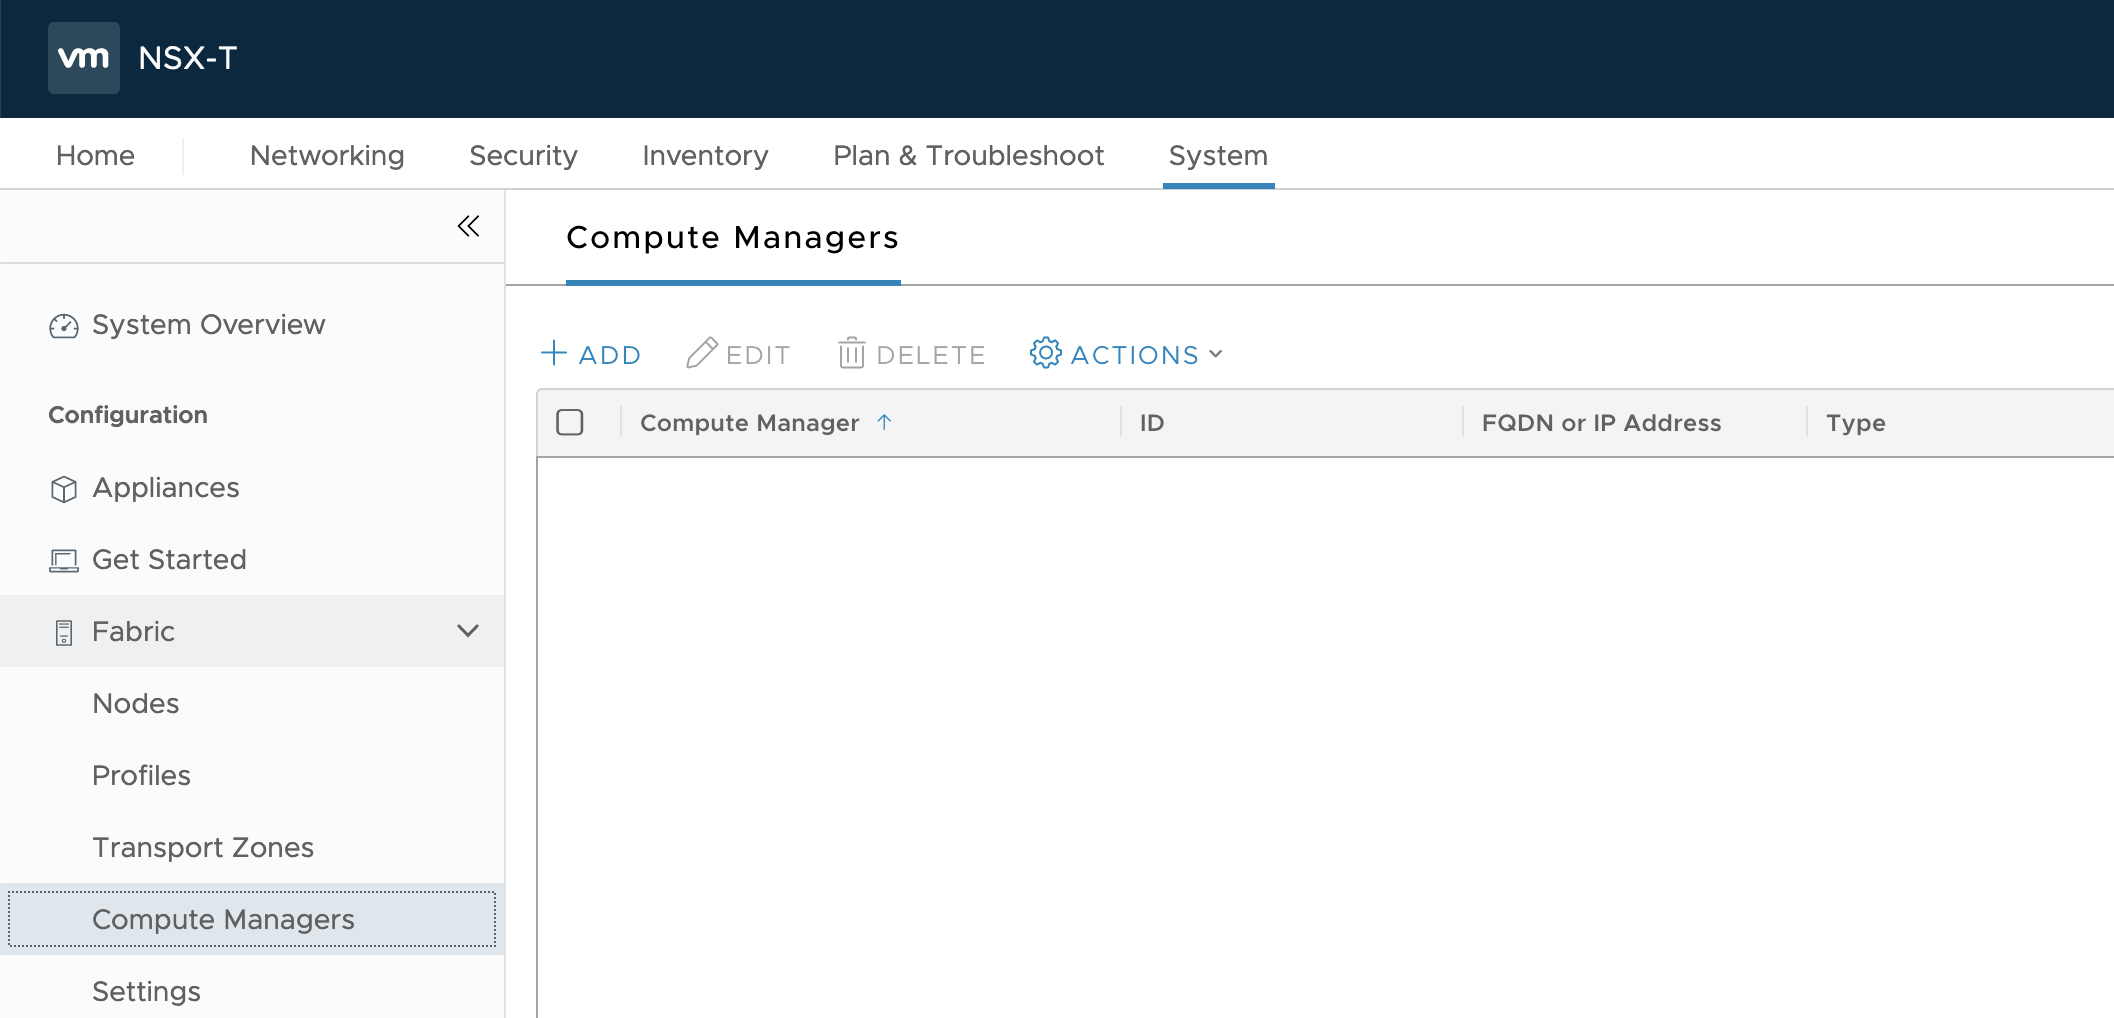 vm NSX-T
Home Networking Security Inventory Plan & Troubleshoot System
Compute Managers
System Overview
Configuration
Appliances
Get Started
Fabric
Nodes
Profiles
Transport Zones
Compute Managers
Settings
ADD EDIT DELETE ACTIONS
Compute Manager ID FQDN or IP Address Type